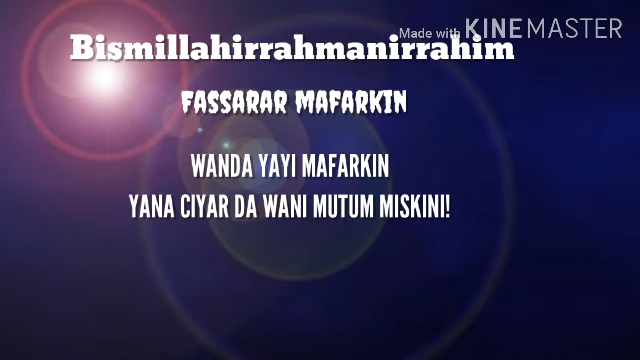 Made with KINEMASTER
Bismillahirrahmanirrahim
FASSARAR MAFARKIN
WANDA YAYI MAFARKIN
YANA CIYAR DA WANI MUTUM MISKINI!